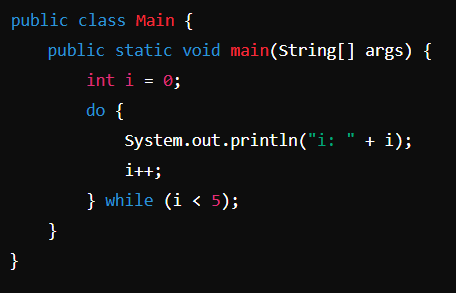 public class Main {
    public static void main(String[] args) {
        int i = 0;
        do {
            System.out.println("i: " + i);
            i++;
        } while (i < 5);
    }
}